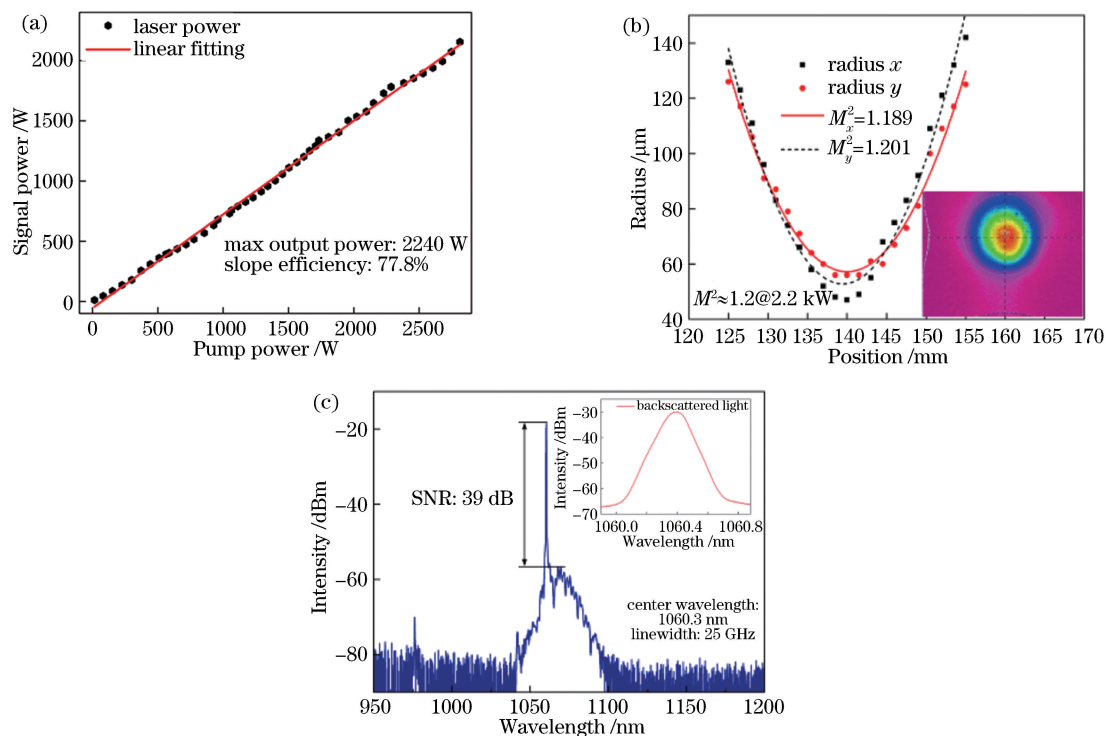 (a)
laser power
linear fitting
2000
1500
1000
500
0
Signal power /W
max output power: 2240 W
slope efficiency: 77.8%
0 500 1000 1500 2000 2500
Pump power /W
(b)
140
120
100
80
60
40
Radius /μm
radius x
radius y
M²x=1.189
M²y=1.201
M²≈1.2@2.2 kW
120 125 130 135 140 145 150 155 160 165 170
Position /mm
(c)
-20
-40
-60
-80
Intensity /dBm
SNR: 39 dB
backscattered light
-30
-40
-50
-60
-70
Intensity /dBm
1060.0 1060.4 1060.8
Wavelength /nm
center wavelength:
1060.3 nm
linewidth: 25 GHz
950 1000 1050 1100 1150 1200
Wavelength /nm